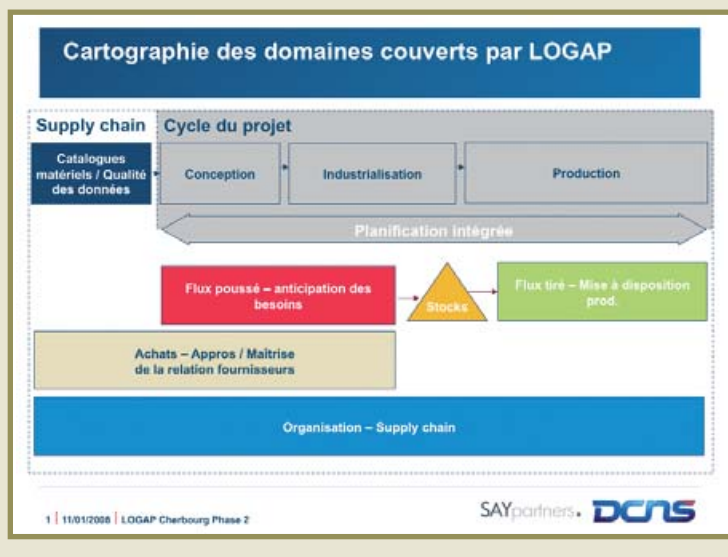 Cartographie des domaines couverts par LOGAP
Supply chain
Cycle du projet
Catalogues
matériels / Qualité
des données
Conception
Industrialisation
Production
Planification intégrée
Flux poussé – anticipation des
besoins
Stocks
Flux tiré – Mise à disposition
prod.
Achats – Appros / Maîtrise
de la relation fournisseurs
Organisation – Supply chain
1 | 11/01/2008 | LOGAP Cherbourg Phase 2
SAYpartners.
DCNS